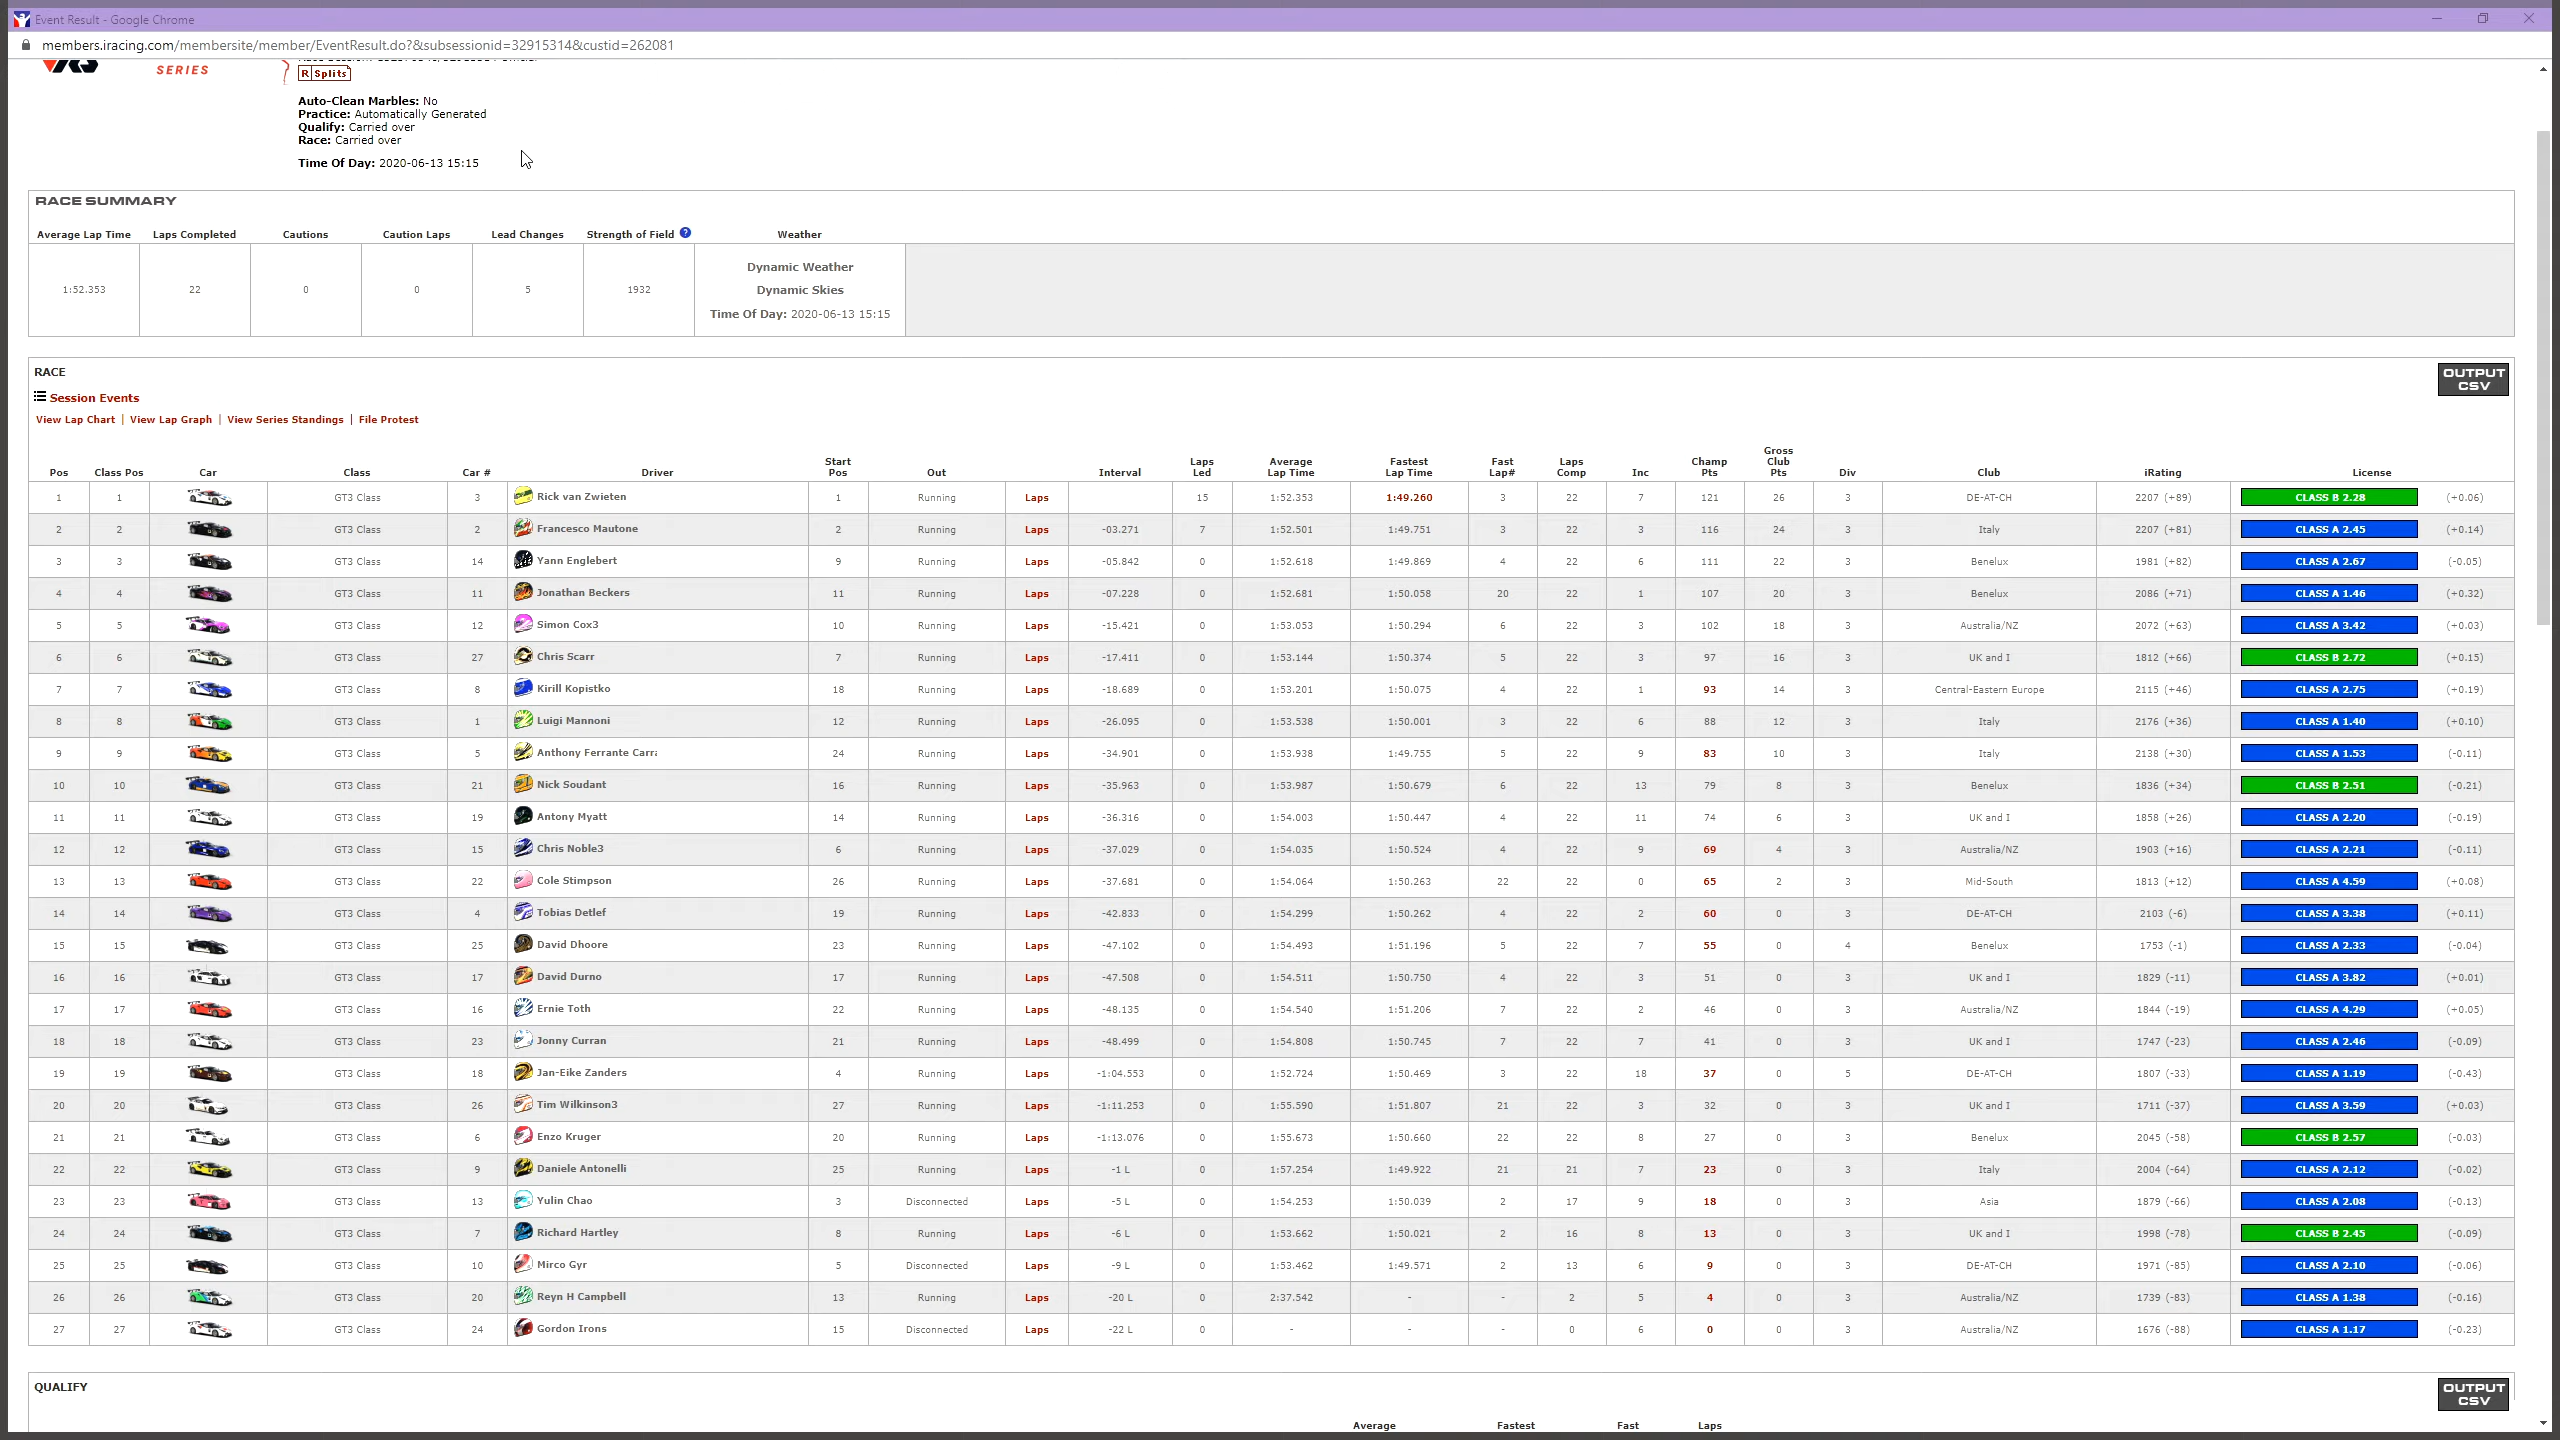 Event Result - Google Chrome
members.iracing.com/membersite/member/EventResult.do?&subsessionid=32915314&custid=262081
SERIES
R Splits
Auto-Clean Marbles: No
Practice: Automatically Generated
Qualify: Carried over
Race: Carried over
Time Of Day: 2020-06-13 15:15
RACE SUMMARY
Average Lap Time Laps Completed Cautions Caution Laps Lead Changes Strength of Field ? Weather
1:52.353 22 0 0 5 1932 Dynamic Weather
Dynamic Skies
Time Of Day: 2020-06-13 15:15
RACE
OUTPUT CSV
Session Events
View Lap Chart | View Lap Graph | View Series Standings | File Protest
Pos Class Pos Car Class Car # Driver Start Pos Out Interval Laps Led Average Lap Time Fastest Lap Time Fast Lap# Laps Comp Inc Champ Pts Gross Club Pts Div Club iRating License
1 1 GT3 Class 3 Rick van Zwieten 1 Running Laps 15 1:52.353 1:49.260 3 22 7 121 26 3 DE-AT-CH 2207 (+89) CLASS B 2.28 (+0.06)
2 2 GT3 Class 2 Francesco Mautone 2 Running Laps -03.271 7 1:52.501 1:49.751 3 22 3 116 24 3 Italy 2207 (+81) CLASS A 2.45 (+0.14)
3 3 GT3 Class 14 Yann Englebert 9 Running Laps -05.842 0 1:52.618 1:49.869 4 22 6 111 22 3 Benelux 1981 (+82) CLASS A 2.67 (-0.05)
4 4 GT3 Class 11 Jonathan Beckers 11 Running Laps -07.228 0 1:52.681 1:50.058 20 22 1 107 20 3 Benelux 2086 (+71) CLASS A 1.46 (+0.32)
5 5 GT3 Class 12 Simon Cox3 10 Running Laps -15.421 0 1:53.053 1:50.294 6 22 3 102 18 3 Australia/NZ 2072 (+63) CLASS A 3.42 (+0.03)
6 6 GT3 Class 27 Chris Scarr 7 Running Laps -17.411 0 1:53.144 1:50.374 5 22 3 97 16 3 UK and I 1812 (+66) CLASS B 2.72 (+0.15)
7 7 GT3 Class 8 Kirill Kopistko 18 Running Laps -18.689 0 1:53.201 1:50.075 4 22 1 93 14 3 Central-Eastern Europe 2115 (+46) CLASS A 2.75 (+0.19)
8 8 GT3 Class 1 Luigi Mannoni 12 Running Laps -26.095 0 1:53.538 1:50.001 3 22 6 88 12 3 Italy 2176 (+36) CLASS A 1.40 (+0.10)
9 9 GT3 Class 5 Anthony Ferrante Carra 24 Running Laps -34.901 0 1:53.938 1:49.755 5 22 9 83 10 3 Italy 2138 (+30) CLASS A 1.53 (-0.11)
10 10 GT3 Class 21 Nick Soudant 16 Running Laps -35.963 0 1:53.987 1:50.679 6 22 13 79 8 3 Benelux 1836 (+34) CLASS B 2.51 (-0.21)
11 11 GT3 Class 19 Antony Myatt 14 Running Laps -36.316 0 1:54.003 1:50.447 4 22 11 74 6 3 UK and I 1858 (+26) CLASS A 2.20 (-0.19)
12 12 GT3 Class 15 Chris Noble3 6 Running Laps -37.029 0 1:54.035 1:50.524 4 22 9 69 4 3 Australia/NZ 1903 (+16) CLASS A 2.21 (-0.11)
13 13 GT3 Class 22 Cole Stimpson 26 Running Laps -37.681 0 1:54.064 1:50.263 22 22 0 65 2 3 Mid-South 1813 (+12) CLASS A 4.59 (+0.08)
14 14 GT3 Class 4 Tobias Detlef 19 Running Laps -42.833 0 1:54.299 1:50.262 4 22 2 60 0 3 DE-AT-CH 2103 (-6) CLASS A 3.38 (+0.11)
15 15 GT3 Class 25 David Dhoore 23 Running Laps -47.102 0 1:54.493 1:51.196 5 22 7 55 0 4 Benelux 1753 (-1) CLASS A 2.33 (-0.04)
16 16 GT3 Class 17 David Durno 17 Running Laps -47.508 0 1:54.511 1:50.750 4 22 3 51 0 3 UK and I 1829 (-11) CLASS A 3.82 (+0.01)
17 17 GT3 Class 16 Ernie Toth 22 Running Laps -48.135 0 1:54.540 1:51.206 7 22 2 46 0 3 Australia/NZ 1844 (-19) CLASS A 4.29 (+0.05)
18 18 GT3 Class 23 Jonny Curran 21 Running Laps -48.499 0 1:54.808 1:50.745 7 22 7 41 0 3 UK and I 1747 (-23) CLASS A 2.46 (-0.09)
19 19 GT3 Class 18 Jan-Eike Zanders 4 Running Laps -1:04.553 0 1:52.724 1:50.469 3 22 18 37 0 5 DE-AT-CH 1807 (-33) CLASS A 1.19 (-0.43)
20 20 GT3 Class 26 Tim Wilkinson3 27 Running Laps -1:11.253 0 1:55.590 1:51.807 21 22 3 32 0 3 UK and I 1711 (-37) CLASS A 3.59 (+0.03)
21 21 GT3 Class 6 Enzo Kruger 20 Running Laps -1:13.076 0 1:55.673 1:50.660 22 22 8 27 0 3 Benelux 2045 (-58) CLASS B 2.57 (-0.03)
22 22 GT3 Class 9 Daniele Antonelli 25 Running Laps -1 L 0 1:57.254 1:49.922 21 21 7 23 0 3 Italy 2004 (-64) CLASS A 2.12 (-0.02)
23 23 GT3 Class 13 Yulin Chao 3 Disconnected Laps -5 L 0 1:54.253 1:50.039 2 17 9 18 0 3 Asia 1879 (-66) CLASS A 2.08 (-0.13)
24 24 GT3 Class 7 Richard Hartley 8 Running Laps -6 L 0 1:53.662 1:50.021 2 16 8 13 0 3 UK and I 1998 (-78) CLASS B 2.45 (-0.09)
25 25 GT3 Class 10 Mirco Gyr 5 Disconnected Laps -9 L 0 1:53.462 1:49.571 2 13 6 9 0 3 DE-AT-CH 1971 (-85) CLASS A 2.10 (-0.06)
26 26 GT3 Class 20 Reyn H Campbell 13 Running Laps -20 L 0 2:37.542 - - 2 5 4 0 3 Australia/NZ 1739 (-83) CLASS A 1.38 (-0.16)
27 27 GT3 Class 24 Gordon Irons 15 Disconnected Laps -22 L 0 - - - 0 6 0 0 3 Australia/NZ 1676 (-88) CLASS A 1.17 (-0.23)
QUALIFY
OUTPUT CSV
Average Fastest Fast Laps